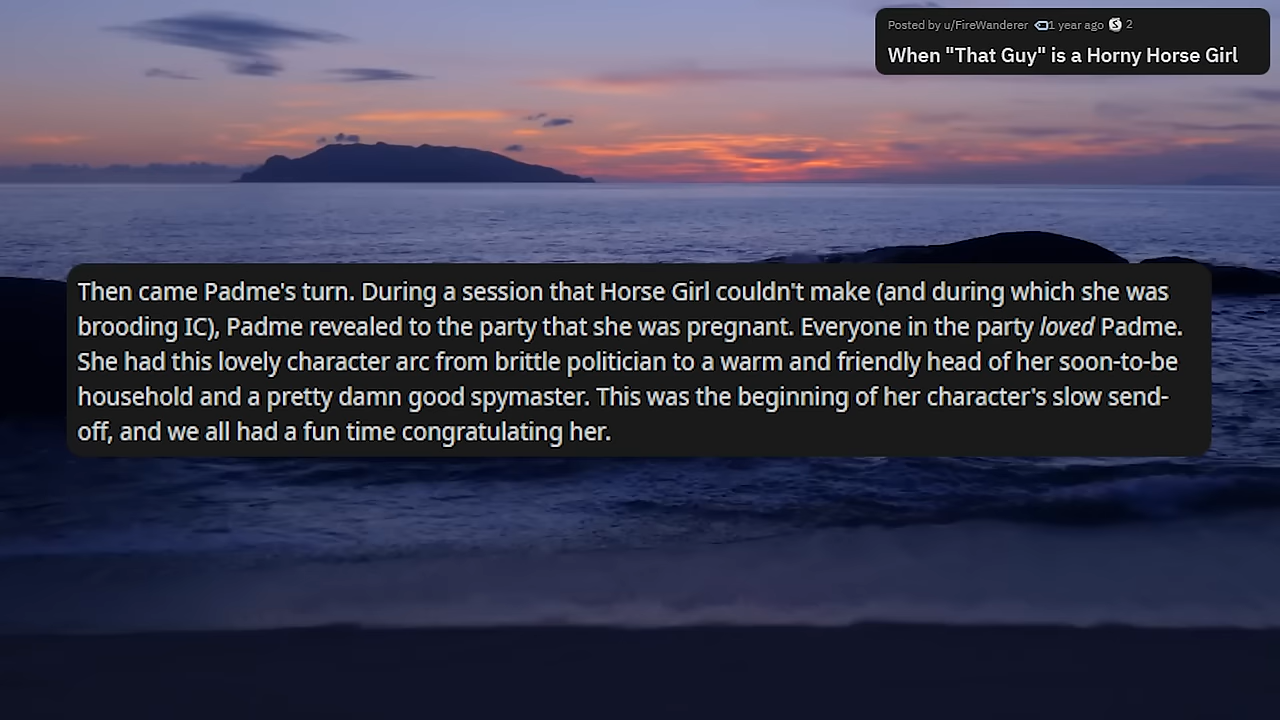 Posted by u/FireWanderer 1 year ago S 2
When "That Guy" is a Horny Horse Girl
Then came Padme's turn. During a session that Horse Girl couldn't make (and during which she was
brooding IC), Padme revealed to the party that she was pregnant. Everyone in the party loved Padme.
She had this lovely character arc from brittle politician to a warm and friendly head of her soon-to-be
household and a pretty damn good spymaster. This was the beginning of her character's slow send-
off, and we all had a fun time congratulating her.